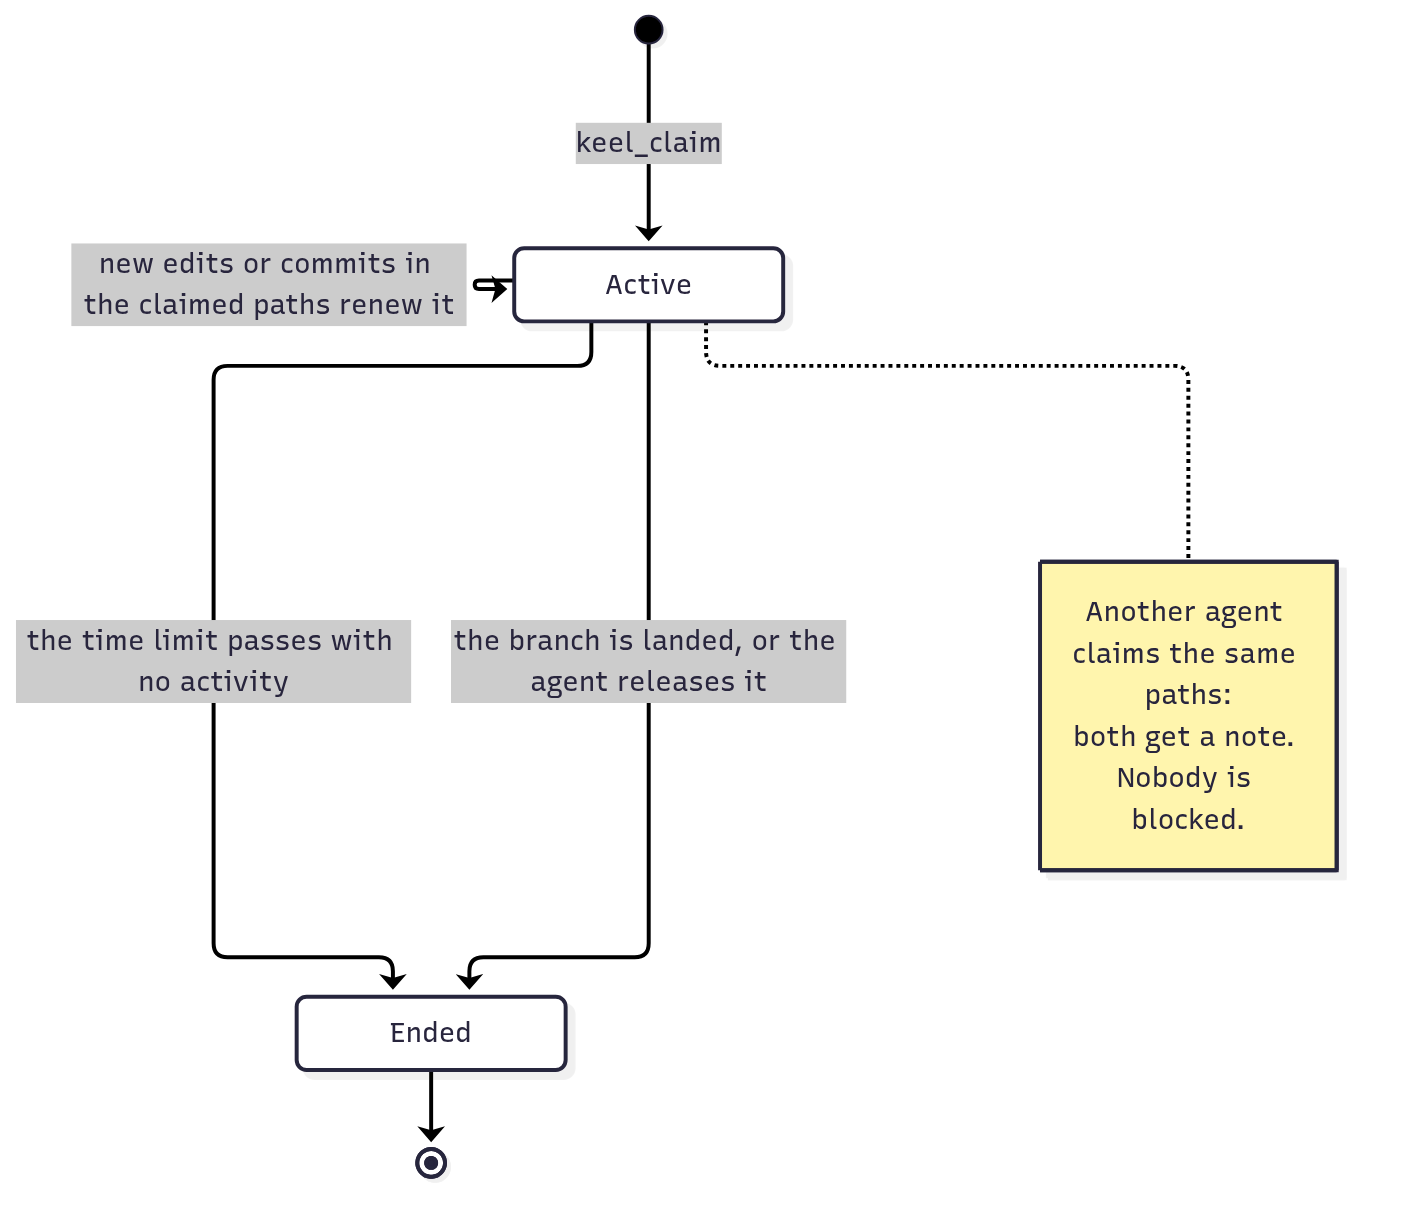 keel_claim
new edits or commits in
the claimed paths renew it
Active
the time limit passes with
no activity
the branch is landed, or the
agent releases it
Another agent
claims the same
paths:
both get a note.
Nobody is
blocked.
Ended